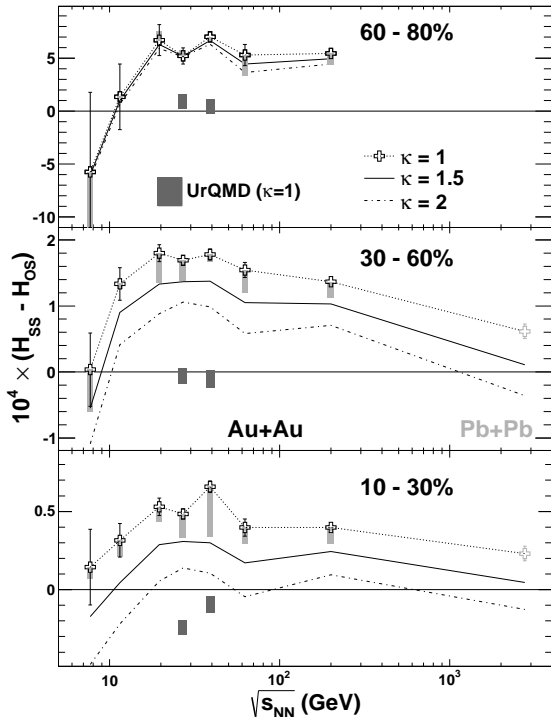 60 - 80%
5
0
-5
-10
κ = 1
κ = 1.5
κ = 2
UrQMD (κ=1)
30 - 60%
2
1
0
-1
10⁴ × (H_SS - H_OS)
Au+Au
Pb+Pb
10 - 30%
0.5
0
10
10²
10³
√s_NN (GeV)